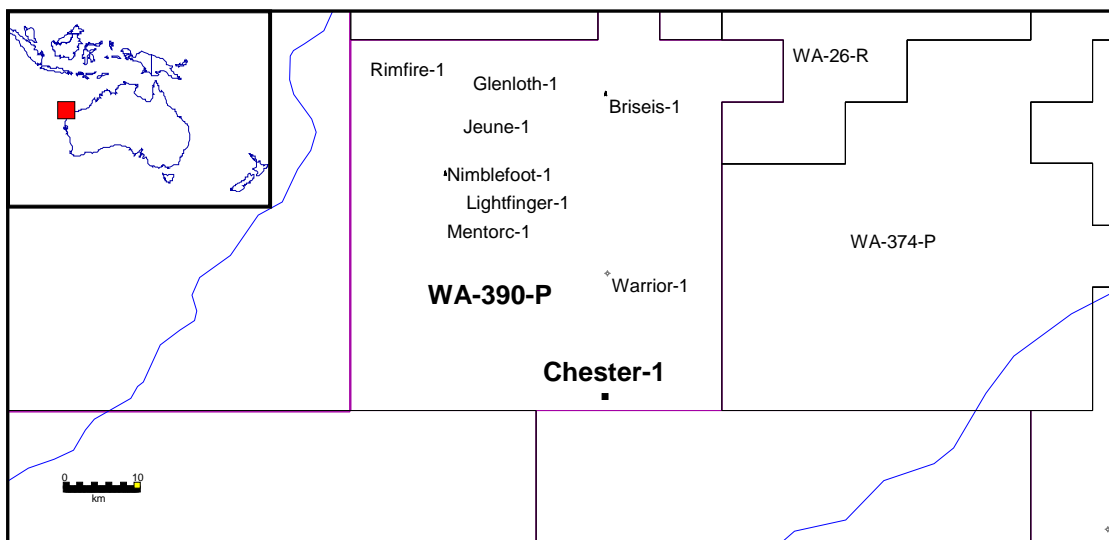 WA-26-R
Rimfire-1
Glenloth-1
Briseis-1
Jeune-1
Nimblefoot-1
Lightfinger-1
Mentorc-1
WA-374-P
WA-390-P
Warrior-1
Chester-1
0 10
km